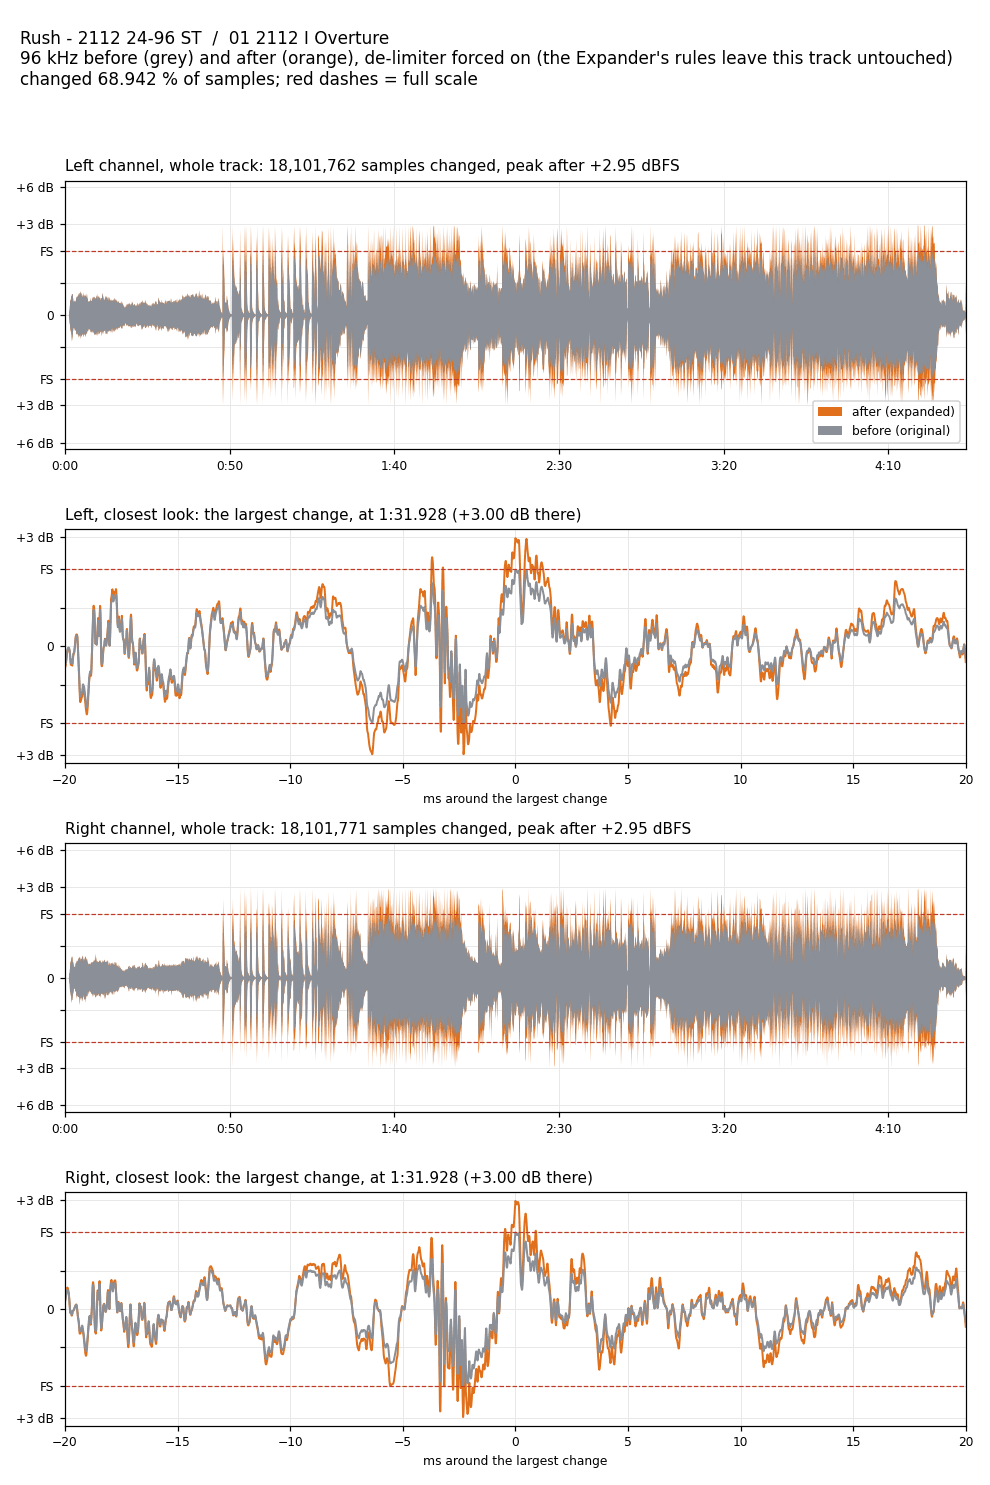 Rush - 2112 24-96 ST  /  01 2112 I Overture
96 kHz before (grey) and after (orange), de-limiter forced on (the Expander's rules leave this track untouched)
changed 68.942 % of samples; red dashes = full scale
Left channel, whole track: 18,101,762 samples changed, peak after +2.95 dBFS
+6 dB
+3 dB
FS
0
FS
+3 dB
+6 dB
after (expanded)
before (original)
0:00 0:50 1:40 2:30 3:20 4:10
Left, closest look: the largest change, at 1:31.928 (+3.00 dB there)
+3 dB
FS
0
FS
+3 dB
−20 −15 −10 −5 0 5 10 15 20
ms around the largest change
Right channel, whole track: 18,101,771 samples changed, peak after +2.95 dBFS
+6 dB
+3 dB
FS
0
FS
+3 dB
+6 dB
0:00 0:50 1:40 2:30 3:20 4:10
Right, closest look: the largest change, at 1:31.928 (+3.00 dB there)
+3 dB
FS
0
FS
+3 dB
−20 −15 −10 −5 0 5 10 15 20
ms around the largest change